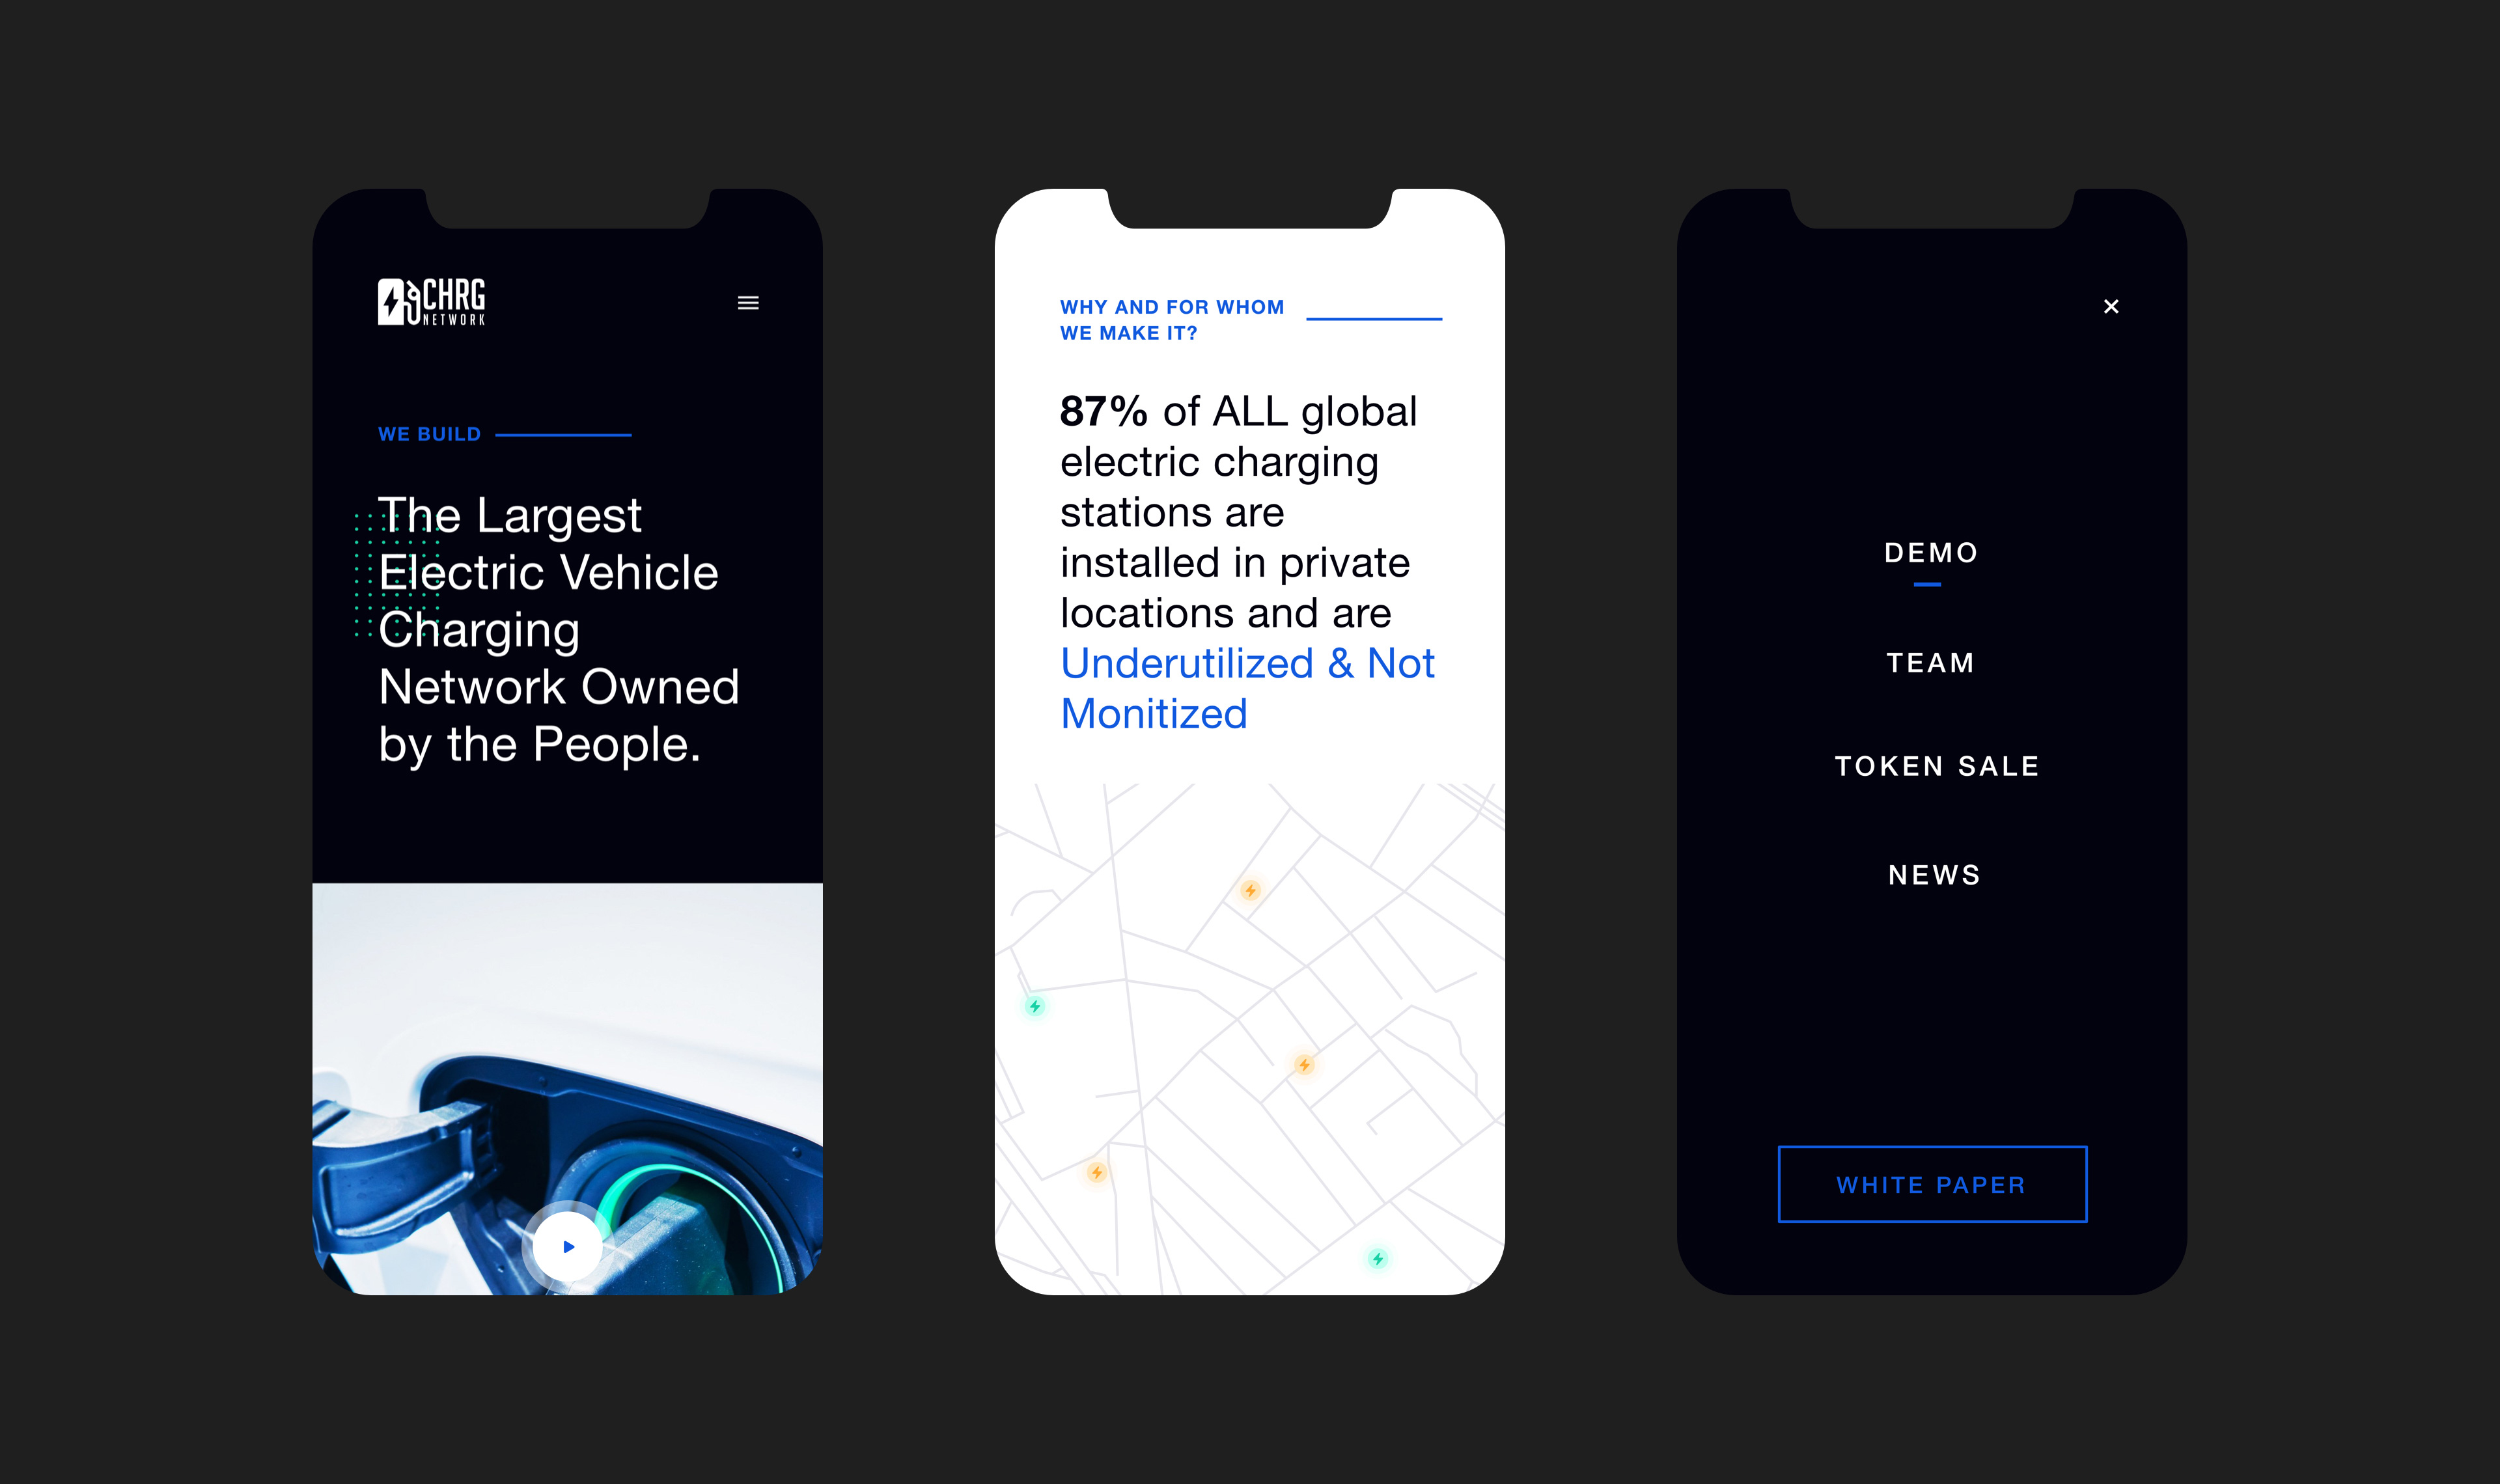 CHRG
NETWORK
WE BUILD
The Largest
Electric Vehicle
Charging
Network Owned
by the People.
WHY AND FOR WHOM
WE MAKE IT?
87% of ALL global
electric charging
stations are
installed in private
locations and are
Underutilized & Not
Monitized
DEMO
TEAM
TOKEN SALE
NEWS
WHITE PAPER